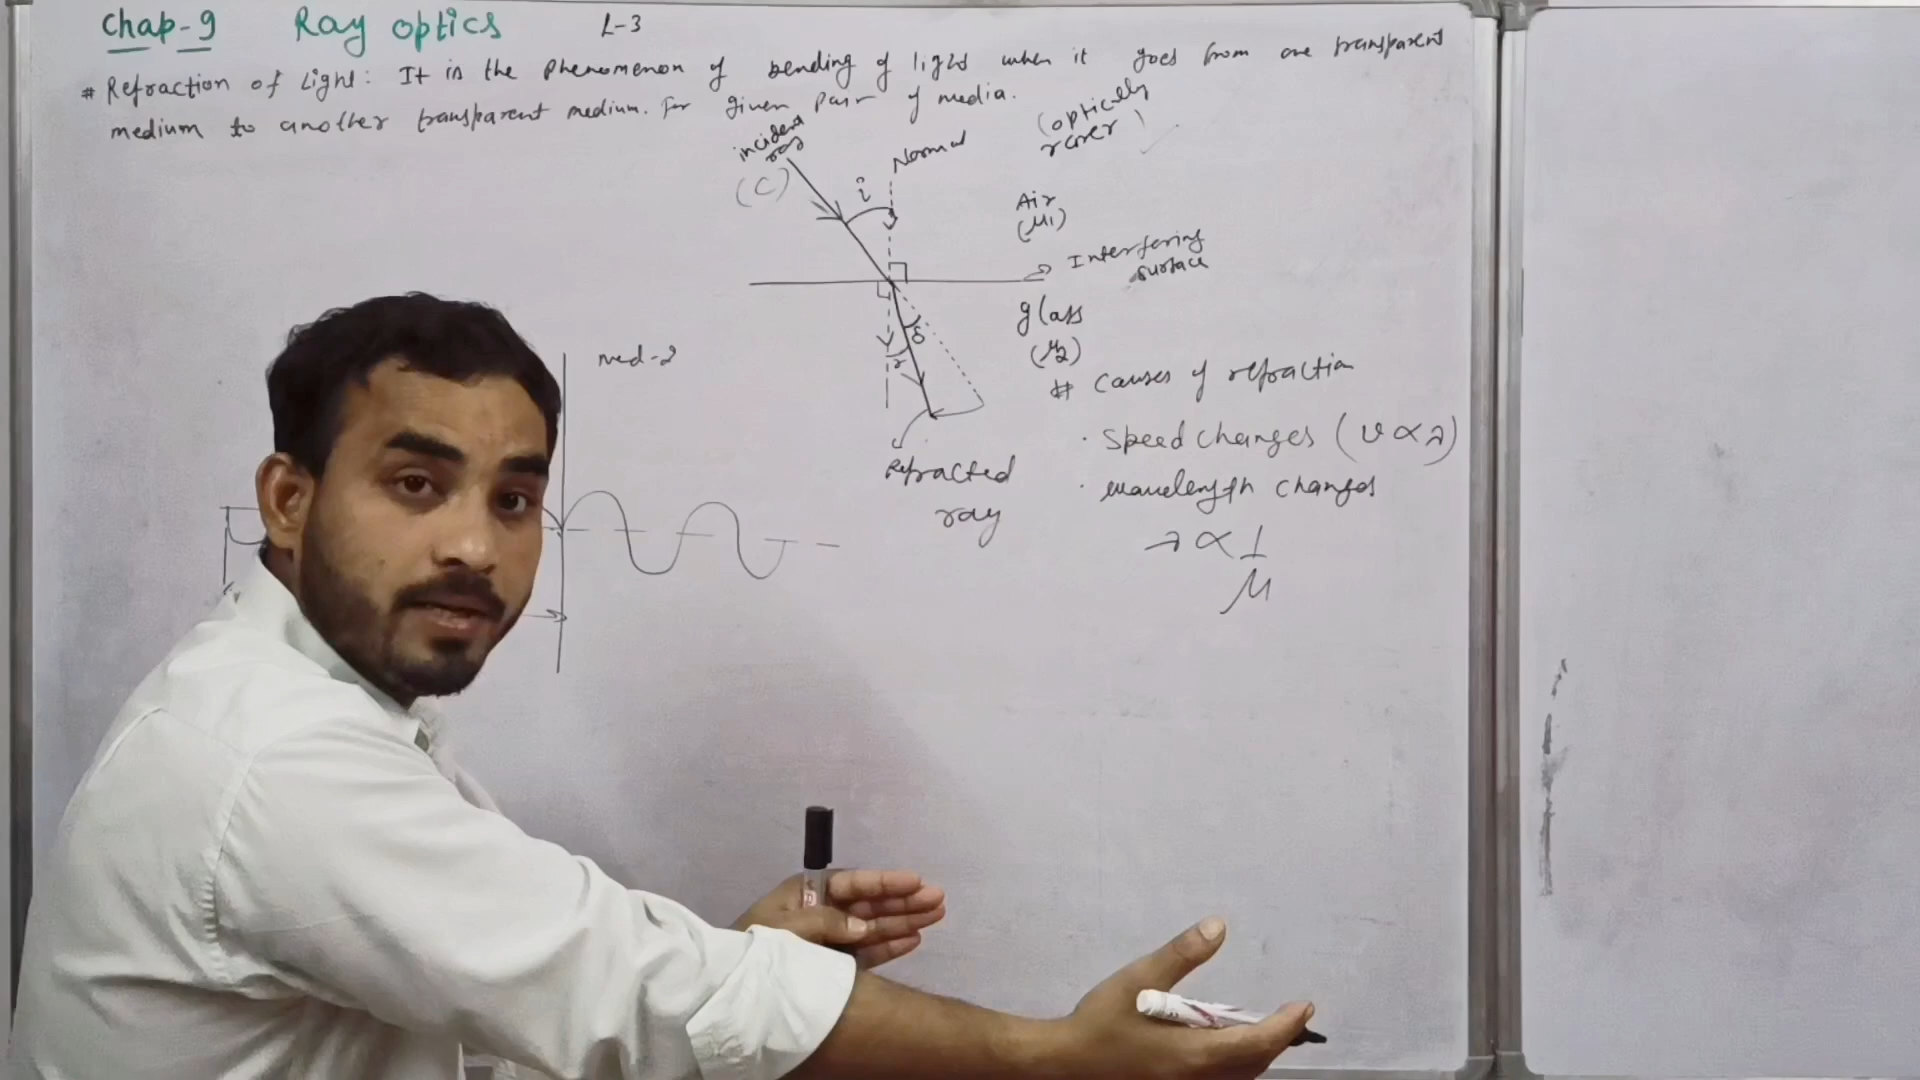 Chap-9 Ray optics L-3
# Refraction of Light: It is the phenomenon of bending of light when it goes from one transparent
medium to another transparent medium. For given pair of media.
incident
ray
(C)
Normal
(optically
rarer)
i
Air
(μ1)
Interfering
surface
glass
(μ2)
δ
r
Refracted
ray
med-2
# Causes of refraction
· Speed changes (v ∝ λ)
· wavelength changes
λ ∝ 1/μ